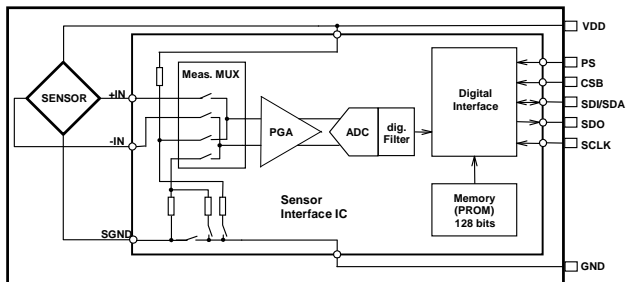 VDD
PS
CSB
SDI/SDA
SDO
SCLK
GND
SENSOR
+IN
-IN
SGND
Meas. MUX
PGA
ADC
dig.
Filter
Digital
Interface
Memory
(PROM)
128 bits
Sensor
Interface IC